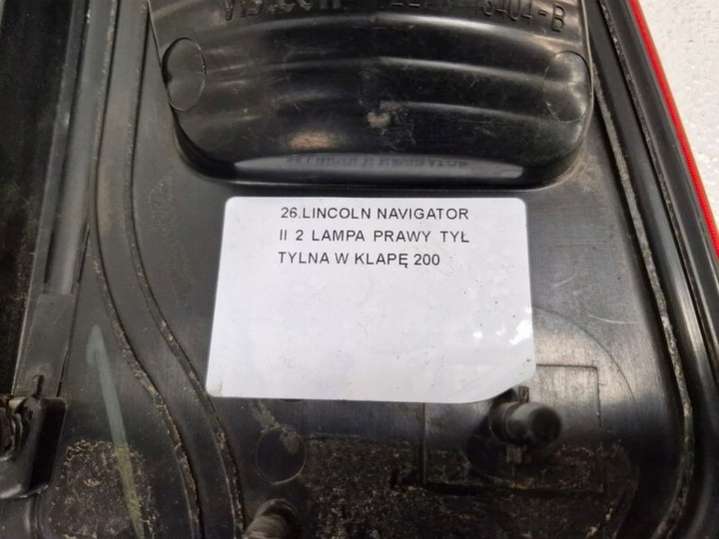 26.LINCOLN NAVIGATOR
II 2 LAMPA PRAWY TYŁ
TYLNA W KLAPĘ 200